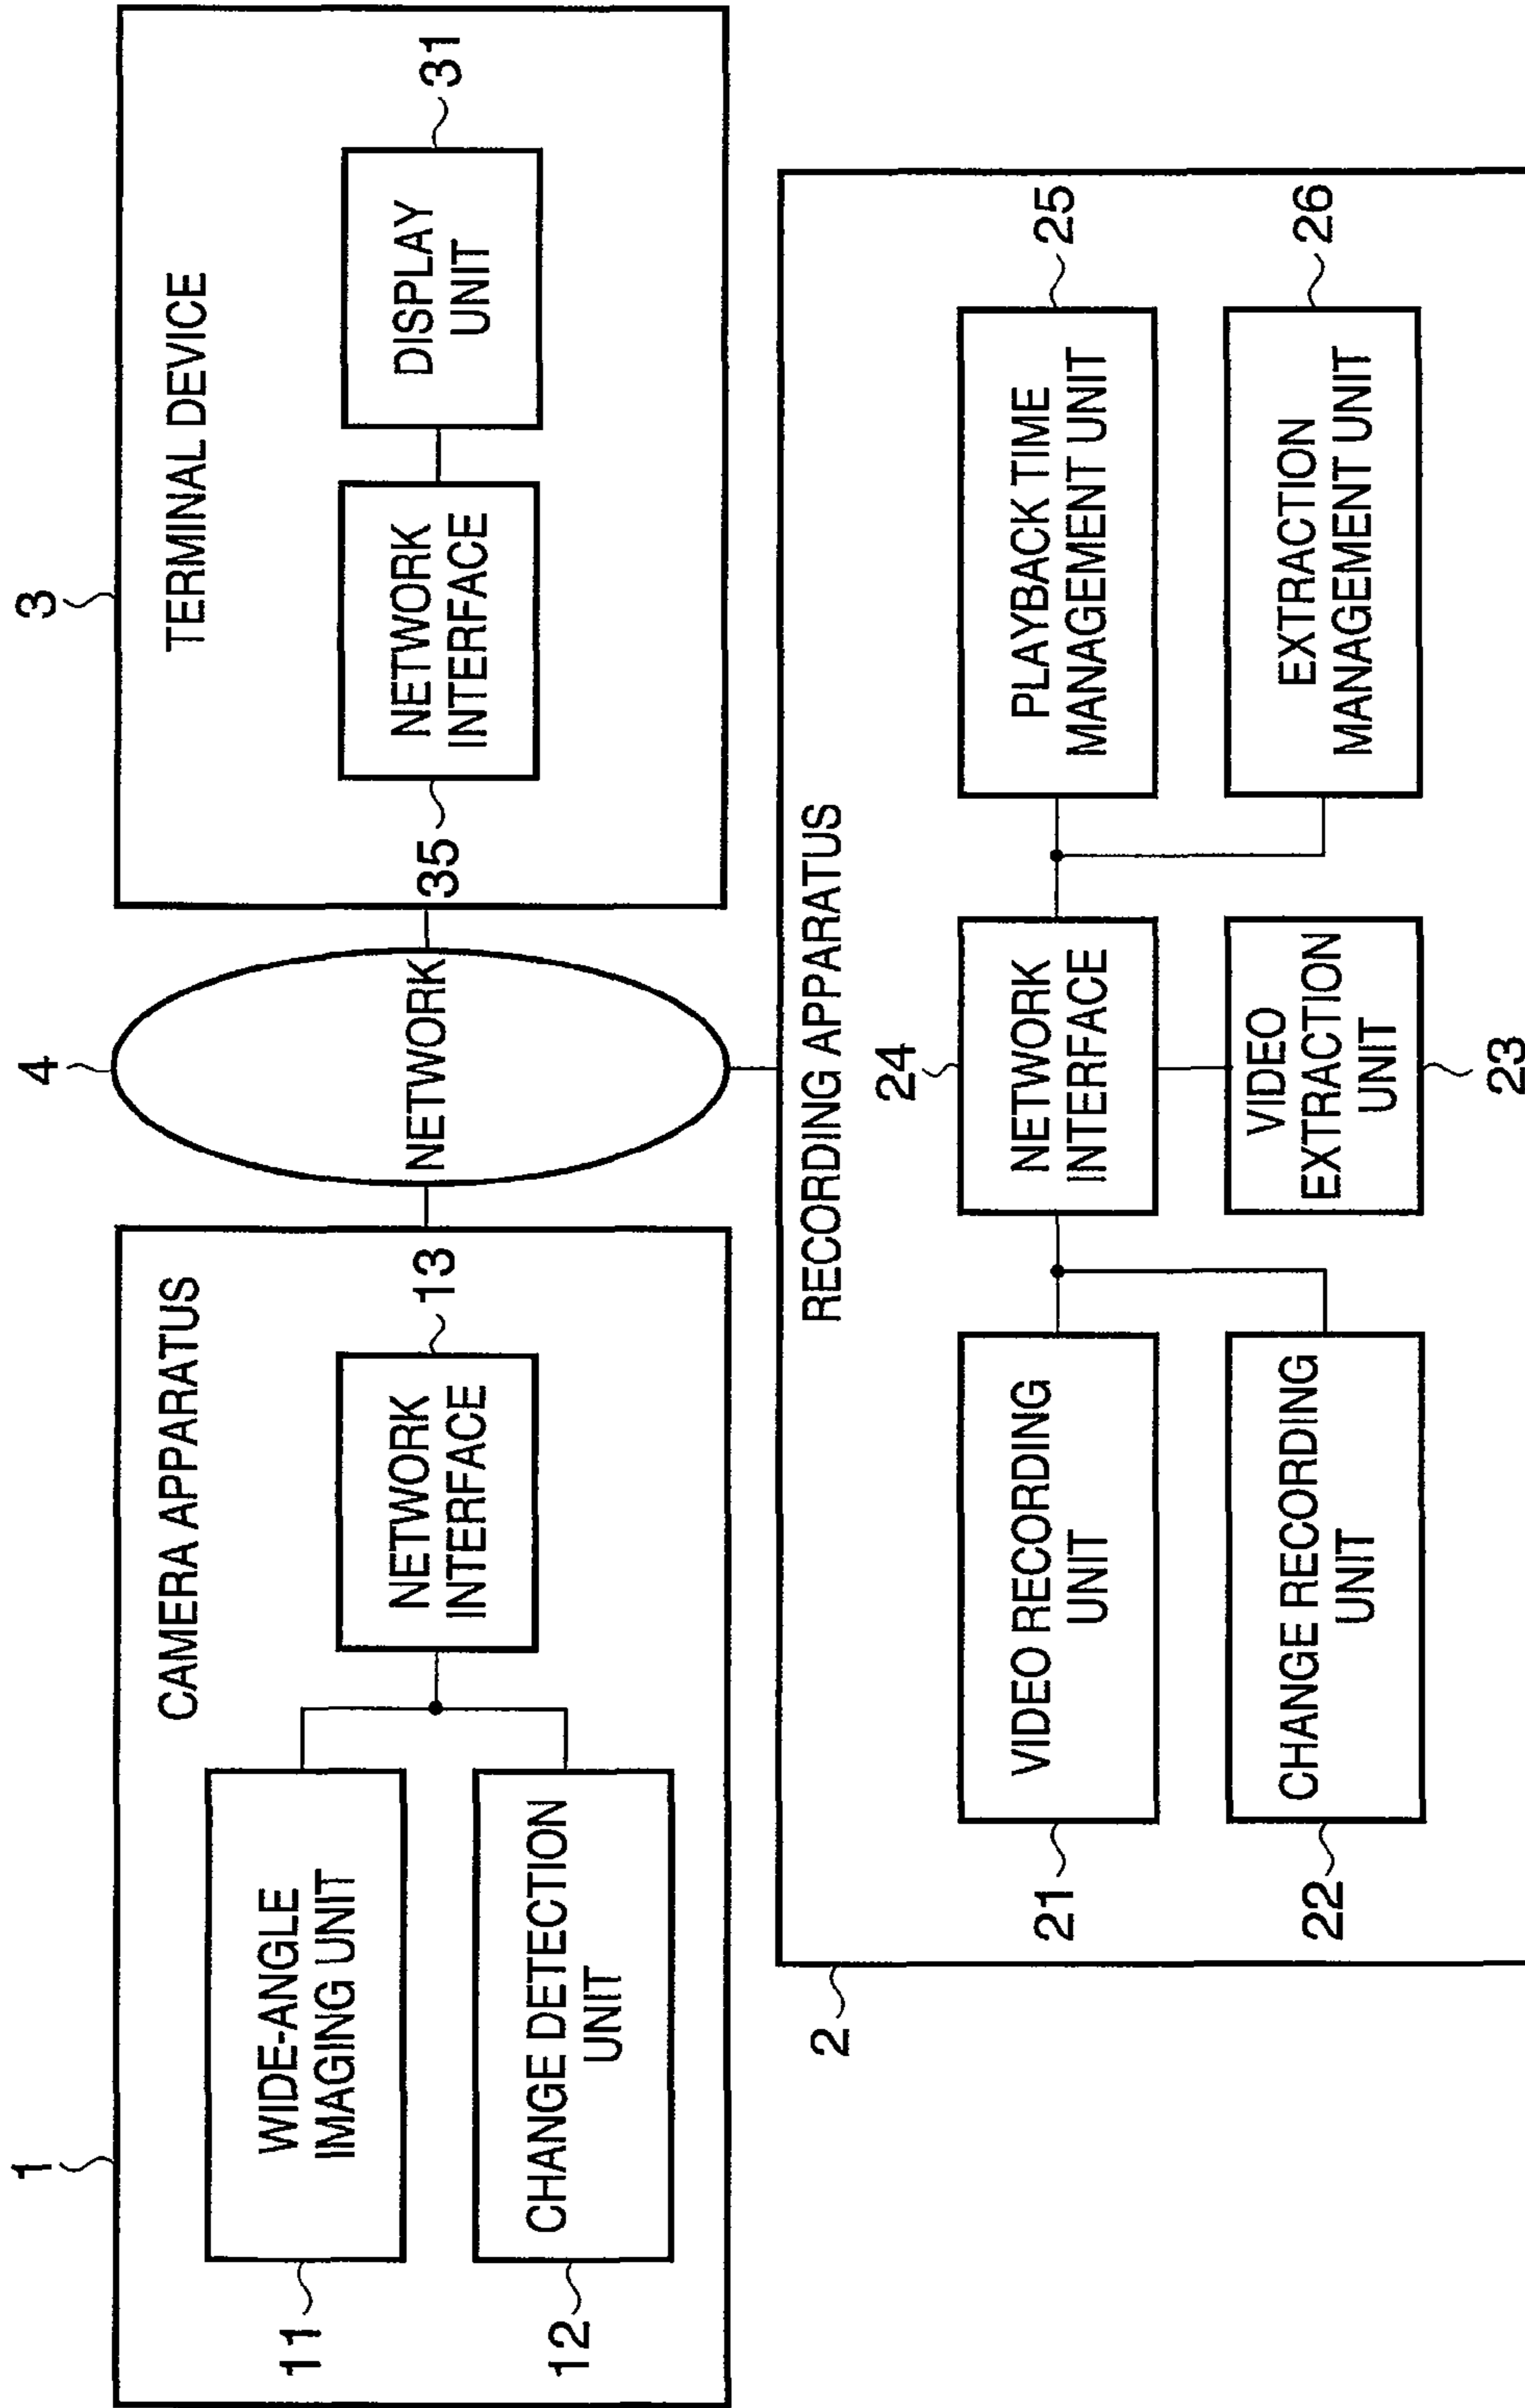 1
CAMERA APPARATUS
11
WIDE-ANGLE
IMAGING UNIT
12
CHANGE DETECTION
UNIT
13
NETWORK
INTERFACE
4
NETWORK
3
TERMINAL DEVICE
35
NETWORK
INTERFACE
31
DISPLAY
UNIT
2
RECORDING APPARATUS
21
VIDEO RECORDING
UNIT
22
CHANGE RECORDING
UNIT
24
NETWORK
INTERFACE
VIDEO
EXTRACTION
UNIT
23
25
PLAYBACK TIME
MANAGEMENT UNIT
26
EXTRACTION
MANAGEMENT UNIT